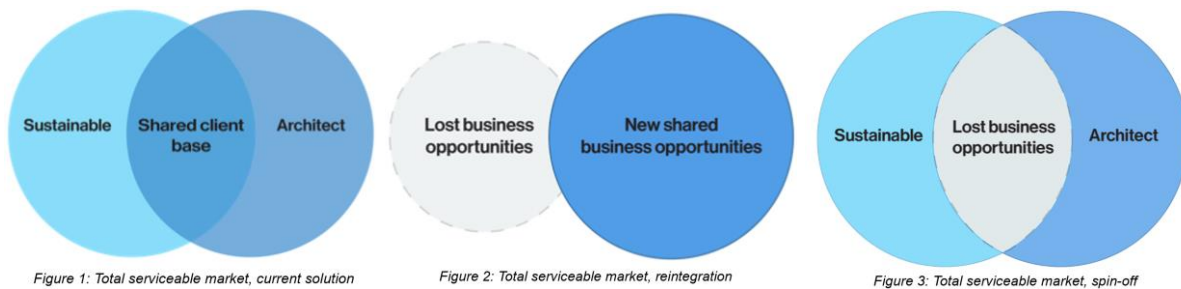 Sustainable
Shared client
base
Architect
Figure 1: Total serviceable market, current solution
Lost business
opportunities
New shared
business opportunities
Figure 2: Total serviceable market, reintegration
Sustainable
Lost business
opportunities
Architect
Figure 3: Total serviceable market, spin-off